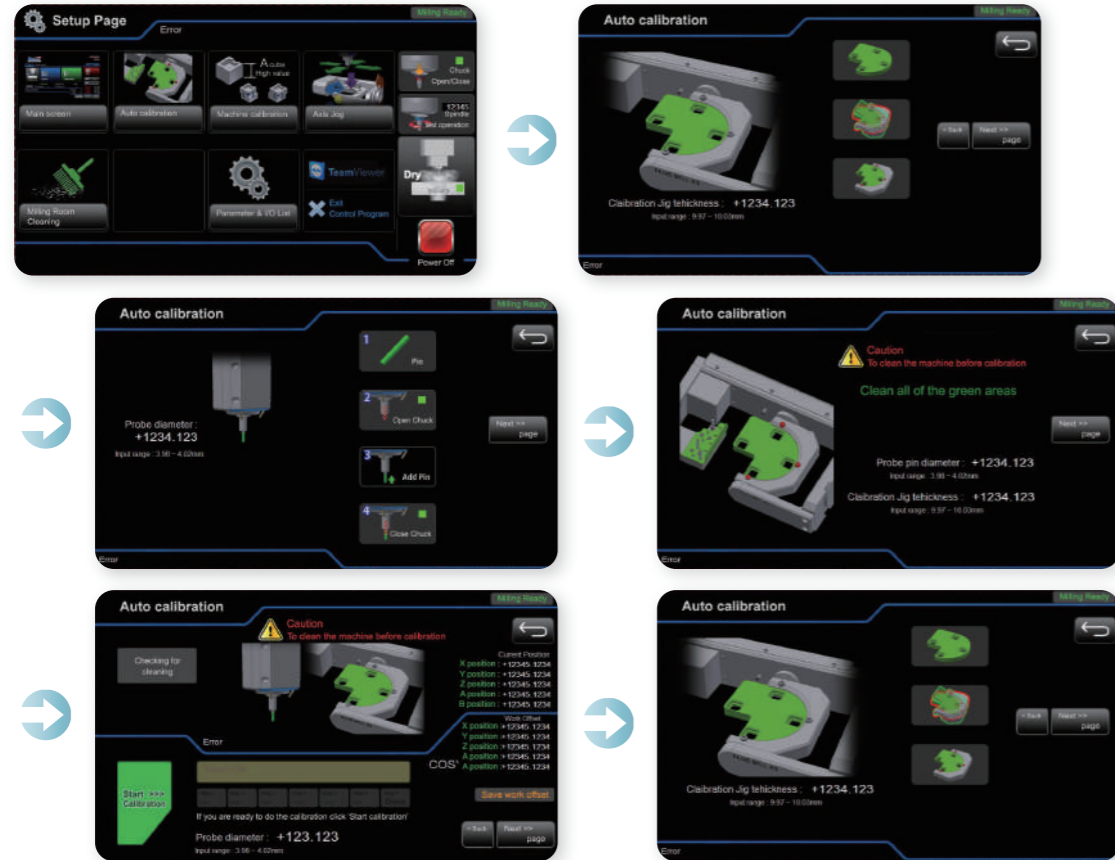 Setup Page
Milling Ready
Error
Main screen
Auto calibration
A cube
High value
Machine calibration
Axis Jog
Chuck
Open/Close
12345
Spindle
Test operation
Milling Room
Cleaning
Parameter & I/O List
TeamViewer
Exit
Control Program
Dry
Power Off
Auto calibration
Milling Ready
<Back
Next >>
page
Claibration Jig tehickness : +1234.123
Input range : 9.97 ~ 10.03mm
Error
Auto calibration
Milling Ready
1
Pin
2
Open Chuck
3
Add Pin
4
Close Chuck
Probe diameter :
+1234.123
Input range : 3.98 ~ 4.02mm
Next >>
page
Error
Auto calibration
Milling Ready
Caution
To clean the machine before calibration
Clean all of the green areas
Next >>
page
Probe pin diameter : +1234.123
Input range : 3.98 ~ 4.02mm
Claibration Jig tehickness : +1234.123
Input range : 9.97 ~ 10.03mm
Error
Auto calibration
Milling Ready
Caution
To clean the machine before calibration
Checking for
cleaning
Current Position
X position : +12345.1234
Y position : +12345.1234
Z position : +12345.1234
A position : +12345.1234
B position : +12345.1234
Work Offset
X position :+12345.1234
Y position :+12345.1234
Z position :+12345.1234
A position :+12345.1234
COS' A position :+12345.1234
Error
Start >>>
Calibration
Save work offset
If you are ready to do the calibration click 'Start calibration'
Probe diameter : +123.123
Input range : 3.98 ~ 4.02mm
<Back
Next >>
page
Auto calibration
Milling Ready
<Back
Next >>
page
Claibration Jig tehickness : +1234.123
Input range : 9.97 ~ 10.03mm
Error